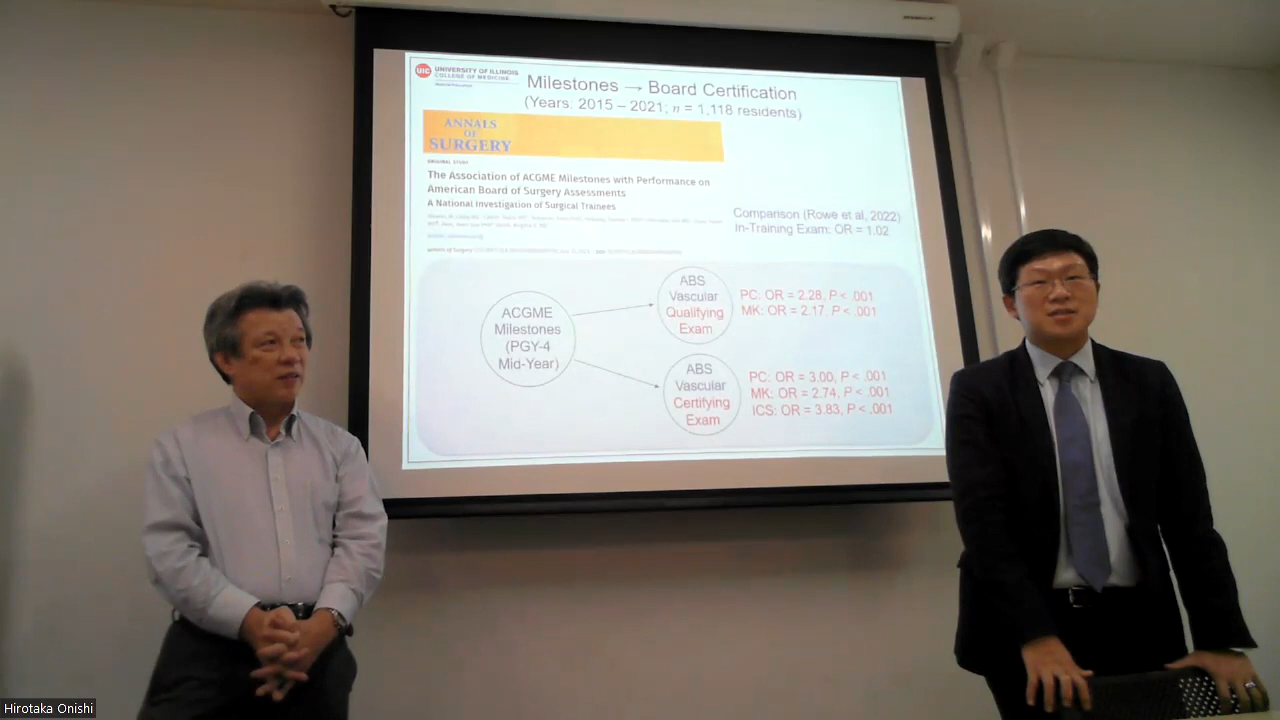 UIC
UNIVERSITY OF ILLINOIS
COLLEGE OF MEDICINE
Medical Education
Milestones → Board Certification
(Years: 2015 – 2021; n = 1,118 residents)
ANNALS
OF
SURGERY
ORIGINAL STUDY
The Association of ACGME Milestones with Performance on
American Board of Surgery Assessments
A National Investigation of Surgical Trainees
Comparison (Rowe et al, 2022)
In-Training Exam: OR = 1.02
ACGME
Milestones
(PGY-4
Mid-Year)
ABS
Vascular
Qualifying
Exam
PC: OR = 2.28, P < .001
MK: OR = 2.17, P < .001
ABS
Vascular
Certifying
Exam
PC: OR = 3.00, P < .001
MK: OR = 2.74, P < .001
ICS: OR = 3.83, P < .001
Hirotaka Onishi